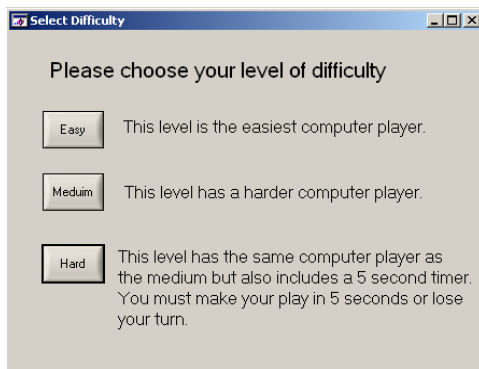 Select Difficulty
Please choose your level of difficulty
Easy
This level is the easiest computer player.
Meduim
This level has a harder computer player.
Hard
This level has the same computer player as
the medium but also includes a 5 second timer.
You must make your play in 5 seconds or lose
your turn.